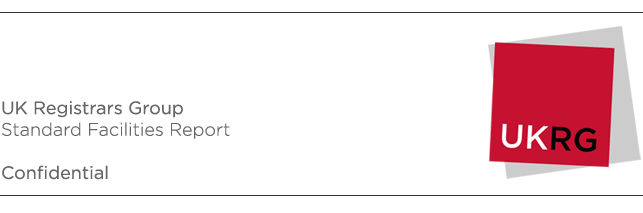 UK Registrars Group
Standard Facilities Report
Confidential
UKRG